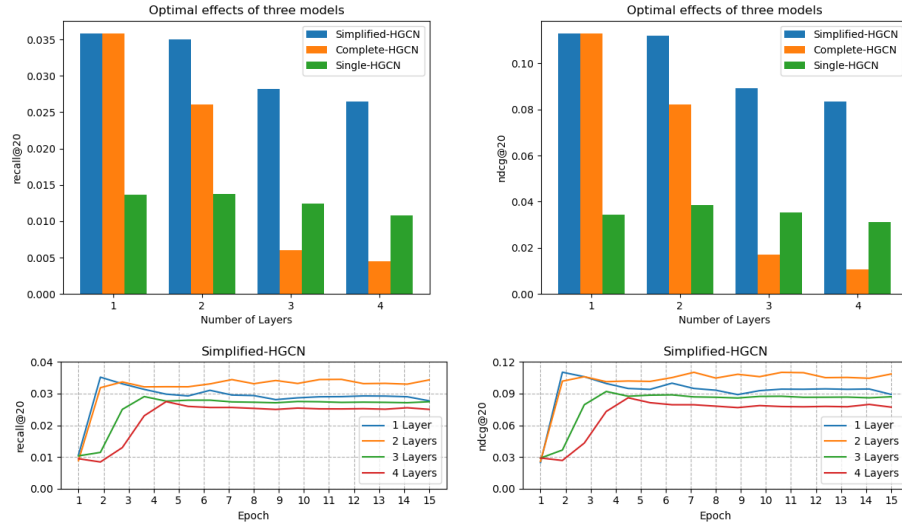 Optimal effects of three models
recall@20
0.035
0.030
0.025
0.020
0.015
0.010
0.005
0.000
Simplified-HGCN
Complete-HGCN
Single-HGCN
1 2 3 4
Number of Layers
Optimal effects of three models
ndcg@20
0.10
0.08
0.06
0.04
0.02
0.00
Simplified-HGCN
Complete-HGCN
Single-HGCN
1 2 3 4
Number of Layers
Simplified-HGCN
recall@20
0.04
0.03
0.02
0.01
0.00
1 Layer
2 Layers
3 Layers
4 Layers
1 2 3 4 5 6 7 8 9 10 11 12 13 14 15
Epoch
Simplified-HGCN
ndcg@20
0.12
0.09
0.06
0.03
0.00
1 Layer
2 Layers
3 Layers
4 Layers
1 2 3 4 5 6 7 8 9 10 11 12 13 14 15
Epoch